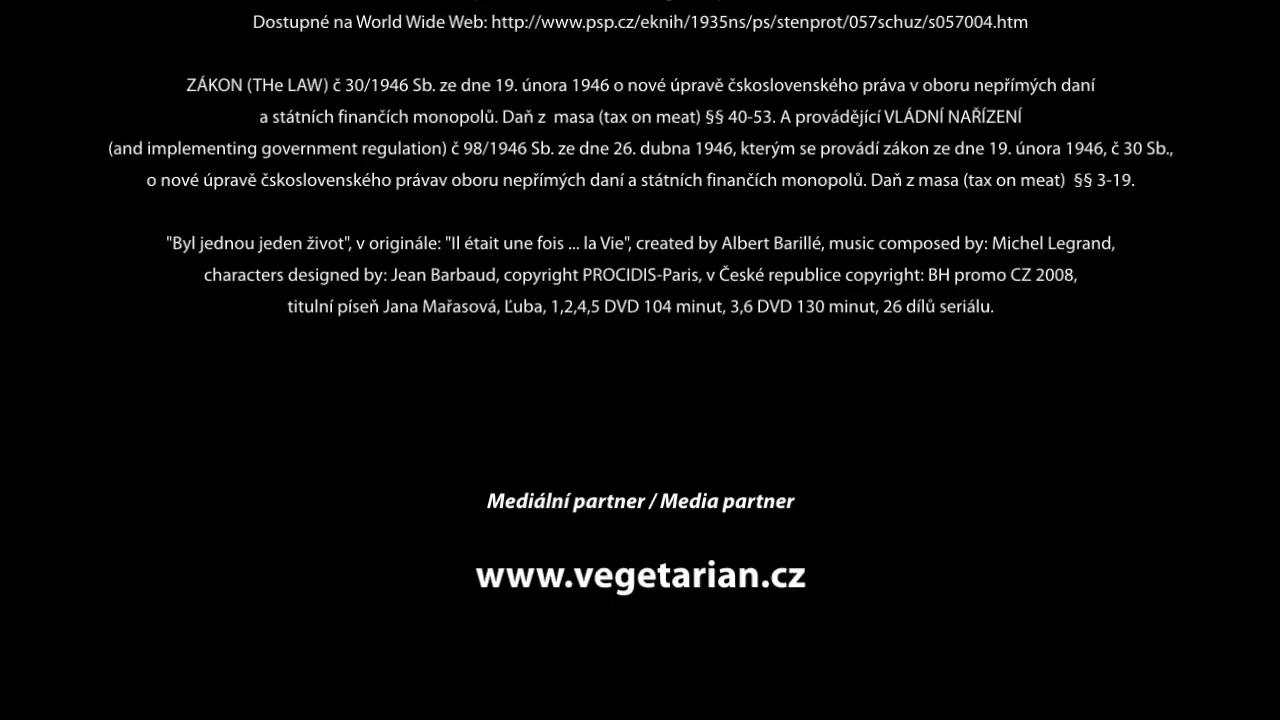 Dostupné na World Wide Web: http://www.psp.cz/eknih/1935ns/ps/stenprot/057schuz/s057004.htm
ZÁKON (THe LAW) č 30/1946 Sb. ze dne 19. února 1946 o nové úpravě čskoslovenského práva v oboru nepřímých daní
a státních finančích monopolů. Daň z  masa (tax on meat) §§ 40-53. A provádějící VLÁDNÍ NAŘÍZENÍ
(and implementing government regulation) č 98/1946 Sb. ze dne 26. dubna 1946, kterým se provádí zákon ze dne 19. února 1946, č 30 Sb.,
o nové úpravě čskoslovenského právav oboru nepřímých daní a státních finančích monopolů. Daň z masa (tax on meat)  §§ 3-19.
"Byl jednou jeden život", v originále: "Il était une fois ... la Vie", created by Albert Barillé, music composed by: Michel Legrand,
characters designed by: Jean Barbaud, copyright PROCIDIS-Paris, v České republice copyright: BH promo CZ 2008,
titulní píseň Jana Mařasová, Ľuba, 1,2,4,5 DVD 104 minut, 3,6 DVD 130 minut, 26 dílů seriálu.
Mediální partner / Media partner
www.vegetarian.cz